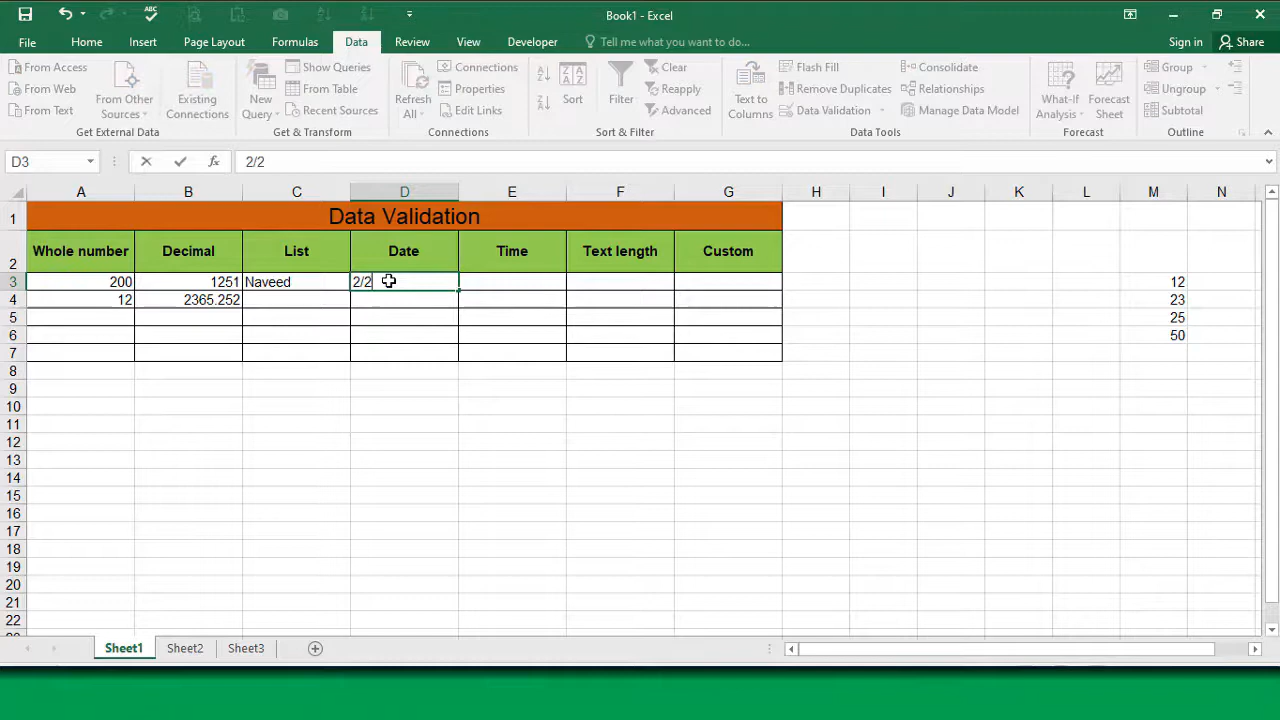 Book1 - Excel
File Home Insert Page Layout Formulas Data Review View Developer Tell me what you want to do... Sign in Share
From Access
From Web
From Text
From Other Sources
Existing Connections
Get External Data
New Query
Show Queries
From Table
Recent Sources
Get & Transform
Refresh All
Connections
Properties
Edit Links
Connections
Sort
Filter
Clear
Reapply
Advanced
Sort & Filter
Text to Columns
Flash Fill
Remove Duplicates
Data Validation
Consolidate
Relationships
Manage Data Model
Data Tools
What-If Analysis
Forecast Sheet
Forecast
Group
Ungroup
Subtotal
Outline
D3 fx 2/2
A B C D E F G H I J K L M N
1 Data Validation
2 Whole number Decimal List Date Time Text length Custom
3 200 1251 Naveed 2/2 12
4 12 2365.252 23
5 25
6 50
7
8
9
10
11
12
13
14
15
16
17
18
19
20
21
22
Sheet1 Sheet2 Sheet3